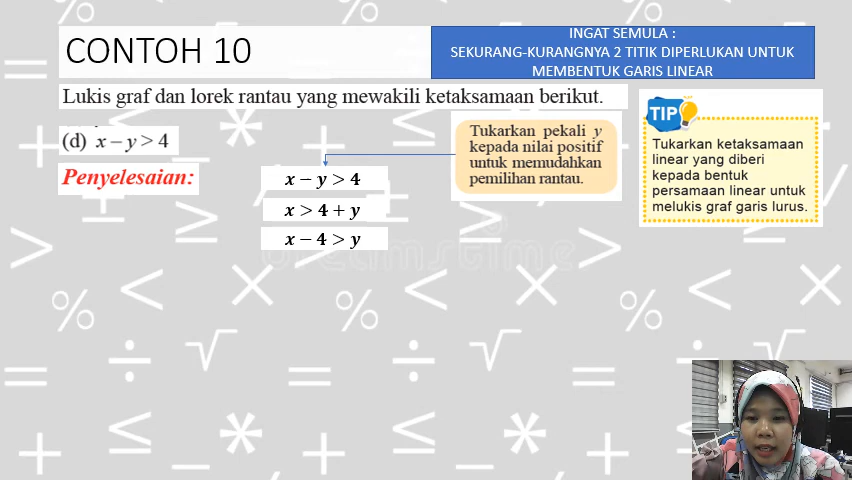 CONTOH 10
INGAT SEMULA :
SEKURANG-KURANGNYA 2 TITIK DIPERLUKAN UNTUK
MEMBENTUK GARIS LINEAR
Lukis graf dan lorek rantau yang mewakili ketaksamaan berikut.
(d) x – y > 4
Penyelesaian:
x − y > 4
x > 4 + y
x − 4 > y
Tukarkan pekali y
kepada nilai positif
untuk memudahkan
pemilihan rantau.
TIP
Tukarkan ketaksamaan
linear yang diberi
kepada bentuk
persamaan linear untuk
melukis graf garis lurus.
dreamstime